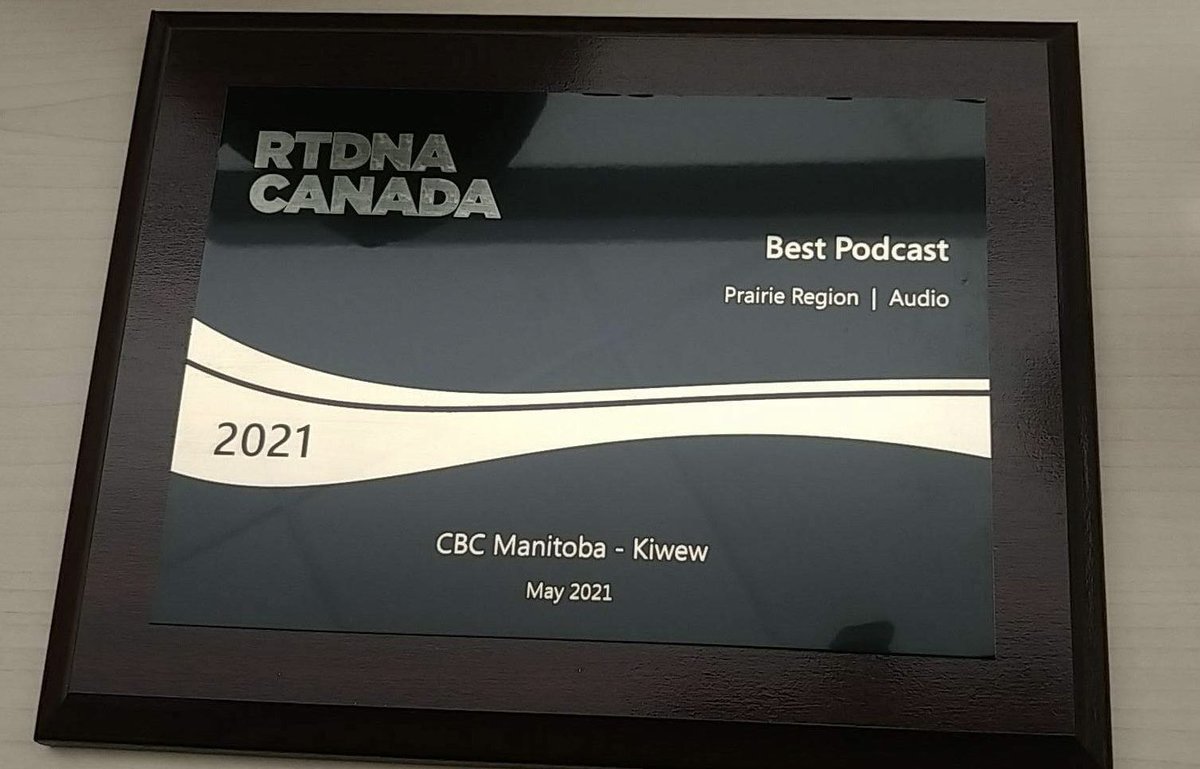 RTDNA
CANADA
Best Podcast
Prairie Region | Audio
2021
CBC Manitoba - Kiwew
May 2021